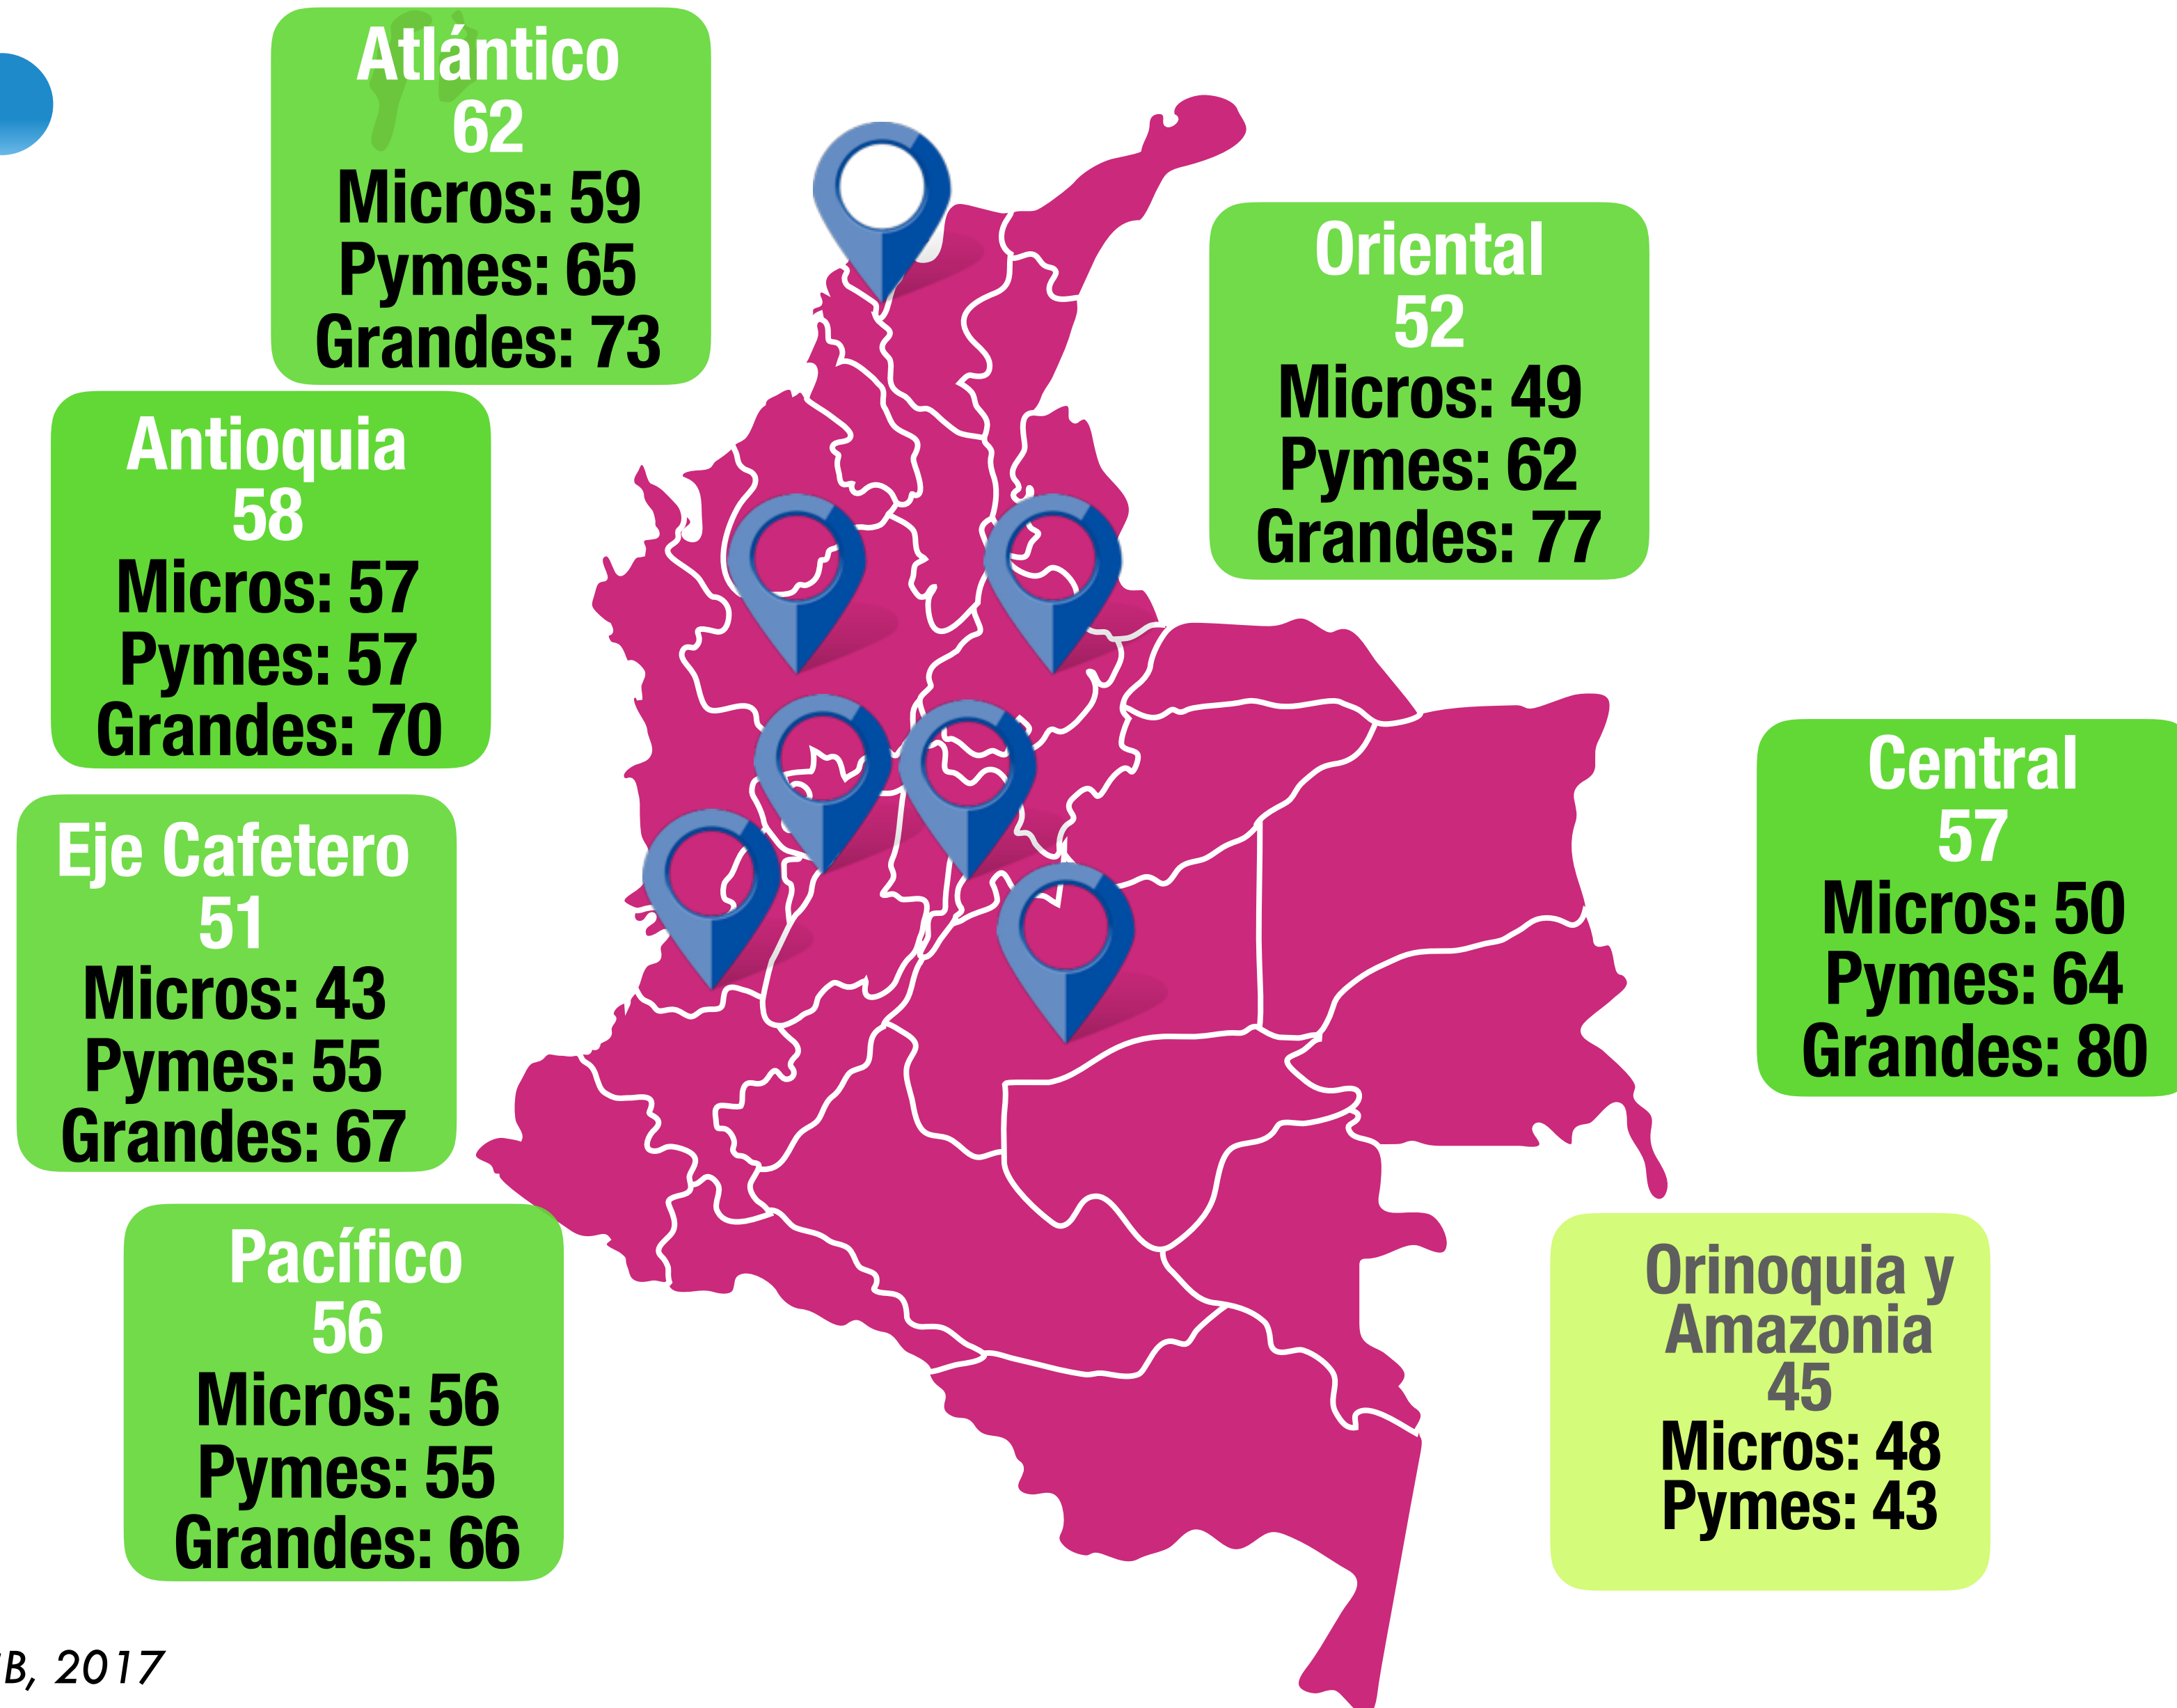 Atlántico
62
Micros: 59
Pymes: 65
Grandes: 73
Oriental
52
Micros: 49
Pymes: 62
Grandes: 77
Antioquia
58
Micros: 57
Pymes: 57
Grandes: 70
Central
57
Micros: 50
Pymes: 64
Grandes: 80
Eje Cafetero
51
Micros: 43
Pymes: 55
Grandes: 67
Pacífico
56
Micros: 56
Pymes: 55
Grandes: 66
Orinoquia y
Amazonia
45
Micros: 48
Pymes: 43
B, 2017